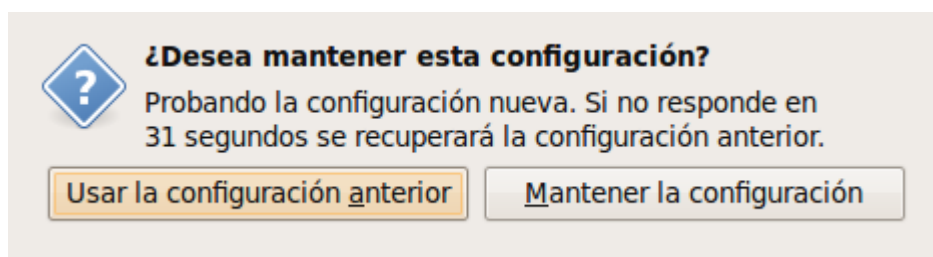 ?
¿Desea mantener esta configuración?
Probando la configuración nueva. Si no responde en
31 segundos se recuperará la configuración anterior.
Usar la configuración anterior
Mantener la configuración